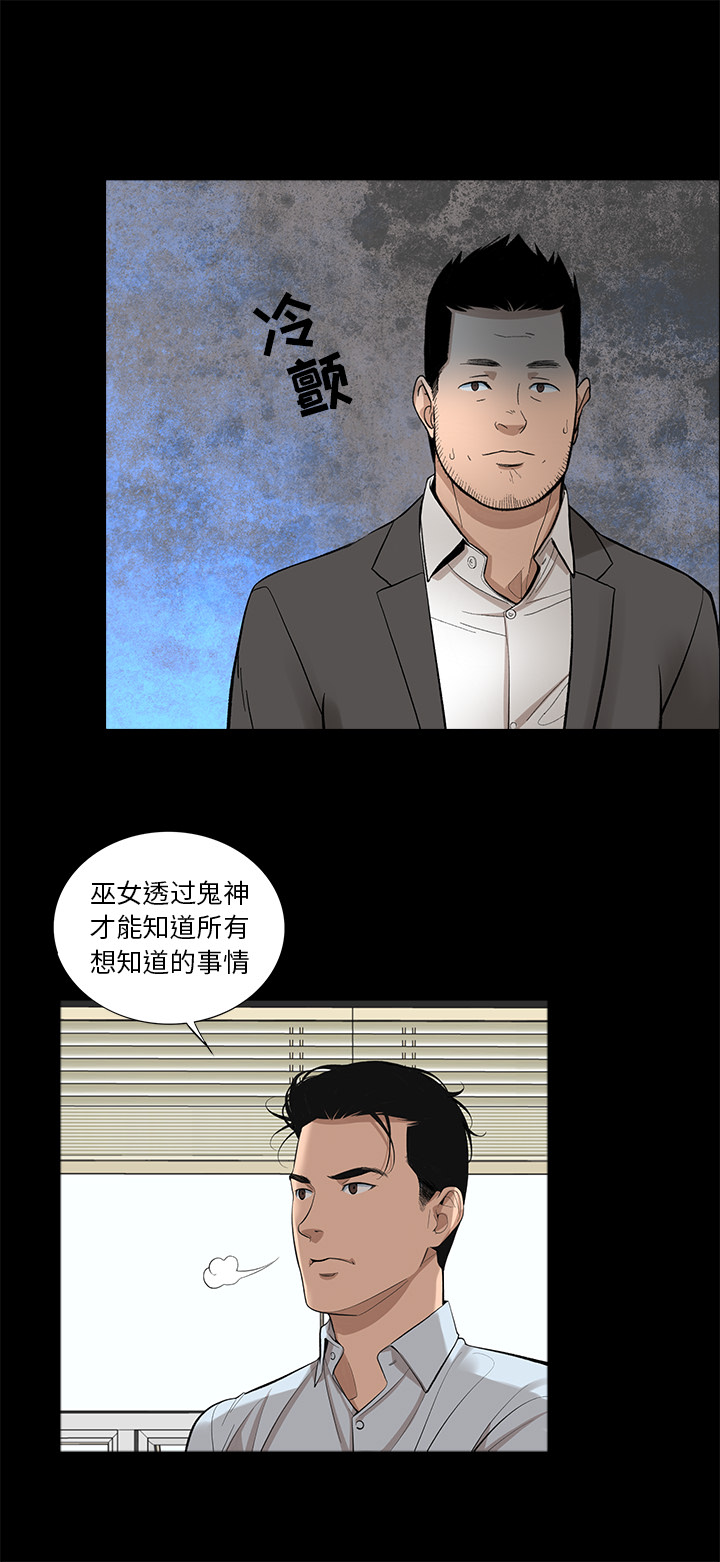 冷
颤
巫女透过鬼神
才能知道所有
想知道的事情